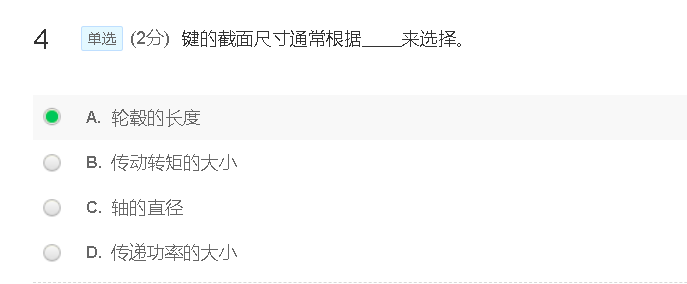 4 单选 (2分) 键的截面尺寸通常根据_____来选择。
A. 轮毂的长度
B. 传动转矩的大小
C. 轴的直径
D. 传递功率的大小